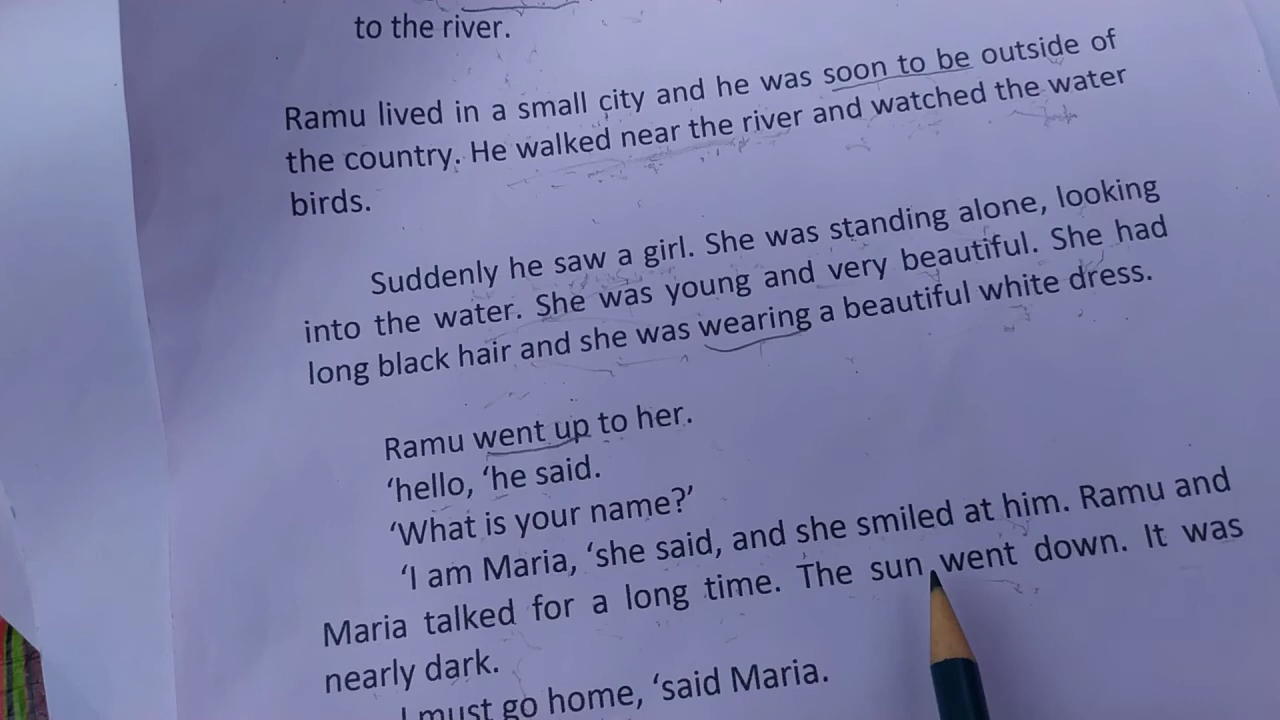 to the river.
Ramu lived in a small city and he was soon to be outside of
the country. He walked near the river and watched the water
birds.
Suddenly he saw a girl. She was standing alone, looking
into the water. She was young and very beautiful. She had
long black hair and she was wearing a beautiful white dress.
Ramu went up to her.
‘hello, ‘he said.
‘What is your name?’
‘I am Maria, ‘she said, and she smiled at him. Ramu and
Maria talked for a long time. The sun went down. It was
nearly dark.
I must go home, ‘said Maria.